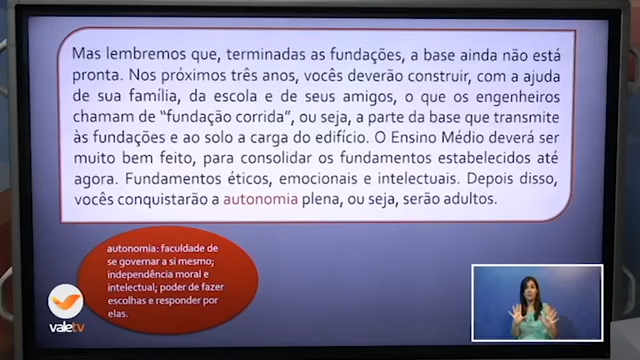 Mas lembremos que, terminadas as fundações, a base ainda não está
pronta. Nos próximos três anos, vocês deverão construir, com a ajuda
de sua família, da escola e de seus amigos, o que os engenheiros
chamam de “fundação corrida”, ou seja, a parte da base que transmite
às fundações e ao solo a carga do edifício. O Ensino Médio deverá ser
muito bem feito, para consolidar os fundamentos estabelecidos até
agora. Fundamentos éticos, emocionais e intelectuais. Depois disso,
vocês conquistarão a autonomia plena, ou seja, serão adultos.
autonomia: faculdade de
se governar a si mesmo;
independência moral e
intelectual; poder de fazer
escolhas e responder por
elas.
valetv